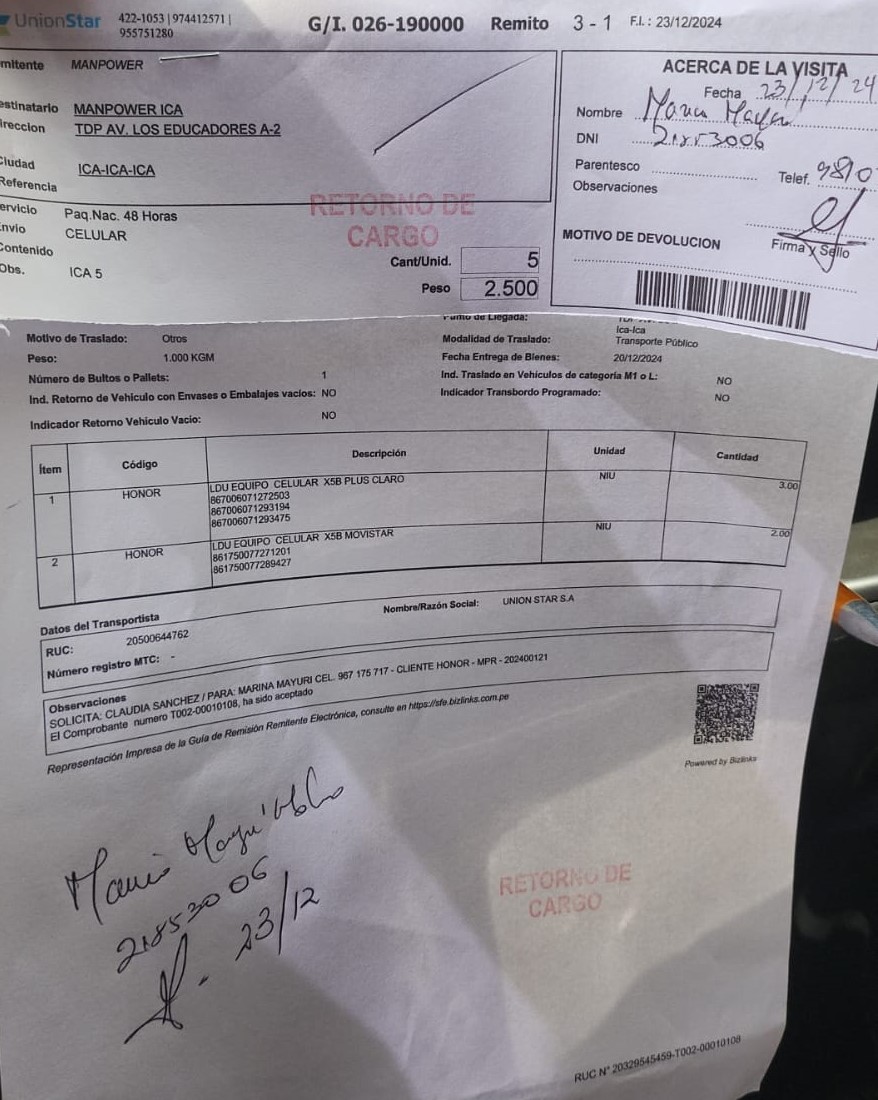 UnionStar 422-1053 | 974412571 |
955751280
G/I. 026-190000 Remito 3 - 1 F.I.: 23/12/2024
mitente MANPOWER
estinatario MANPOWER ICA
ireccion TDP AV. LOS EDUCADORES A-2
Ciudad ICA-ICA-ICA
Referencia
ervicio Paq.Nac. 48 Horas
Envio CELULAR
Contenido
Obs. ICA 5
RETORNO DE
CARGO
Cant/Unid. 5
Peso 2.500
ACERCA DE LA VISITA
Fecha 23/12/24
Nombre
DNI 21853006
Parentesco
Telef. 9810
Observaciones
MOTIVO DE DEVOLUCION
Firma y Sello
Motivo de Traslado: Otros
Peso: 1.000 KGM
Número de Bultos o Pallets: 1
Ind. Retorno de Vehiculo con Envases o Embalajes vacios: NO
Indicador Retorno Vehiculo Vacio: NO
Punto de Llegada:
Ica-Ica
Modalidad de Traslado: Transporte Público
Fecha Entrega de Bienes: 20/12/2024
Ind. Traslado en Vehiculos de categoría M1 o L: NO
Indicador Transbordo Programado: NO
Ítem Código Descripción Unidad Cantidad
1 HONOR LDU EQUIPO CELULAR X5B PLUS CLARO NIU 3.00
867006071272503
867006071293194
867006071293475
2 HONOR LDU EQUIPO CELULAR X5B MOVISTAR NIU 2.00
861750077271201
861750077289427
Datos del Transportista
RUC: 20500644762
Nombre/Razón Social: UNION STAR S.A
Número registro MTC: -
Observaciones
SOLICITA: CLAUDIA SANCHEZ / PARA: MARINA MAYURI CEL. 967 175 717 - CLIENTE HONOR - MPR - 202400121
El Comprobante numero T002-00010108, ha sido aceptado
Representación Impresa de la Guía de Remisión Remitente Electrónica, consulte en https://sfe.bizlinks.com.pe
Powered by Bizlinks
21853006
23/12
RETORNO DE
CARGO
RUC N° 20329545459-T002-00010108